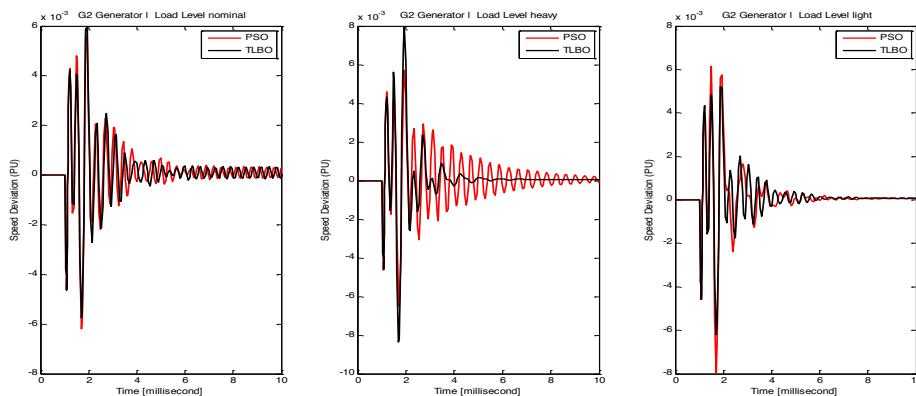 x 10⁻³ G2 Generator | Load Level nominal
PSO
TLBO
6
4
2
0
-2
-4
-6
-8
Speed Deviation (PU)
0 2 4 6 8 10
Time [millisecond]
x 10⁻³ G2 Generator | Load Level heavy
PSO
TLBO
8
6
4
2
0
-2
-4
-6
-8
-10
Speed Deviation (PU)
0 2 4 6 8 10
Time [millisecond]
x 10⁻³ G2 Generator | Load Level light
PSO
TLBO
8
6
4
2
0
-2
-4
-6
-8
Speed Deviation (PU)
0 2 4 6 8 10
Time [millisecond]